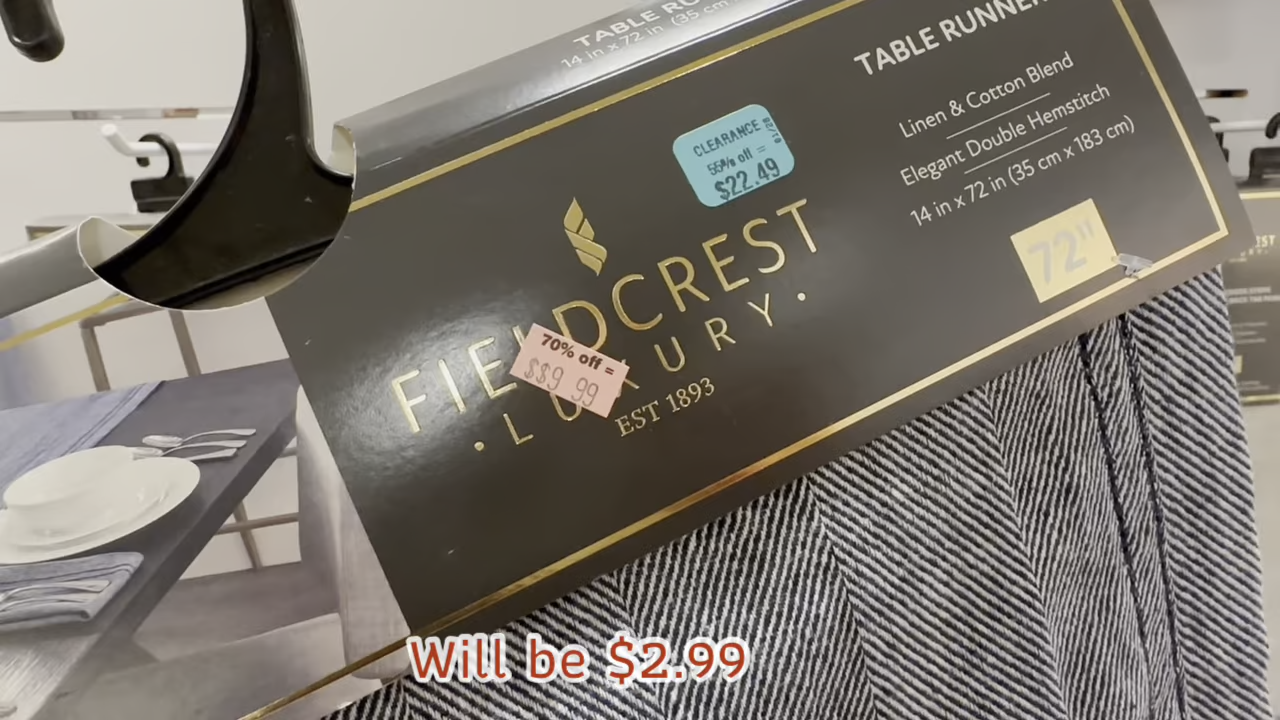 TABLE RU
14 in x 72 in (35 cm
TABLE RUNNER
Linen & Cotton Blend
Elegant Double Hemstitch
14 in x 72 in (35 cm x 183 cm)
72"
CLEARANCE
55% off =
$22.49
FIELDCREST
. LUXURY .
EST 1893
70% off =
$$9 99
Will be $2.99